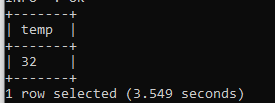 +-------+
| temp |
+-------+
| 32 |
+-------+
1 row selected (3.549 seconds)